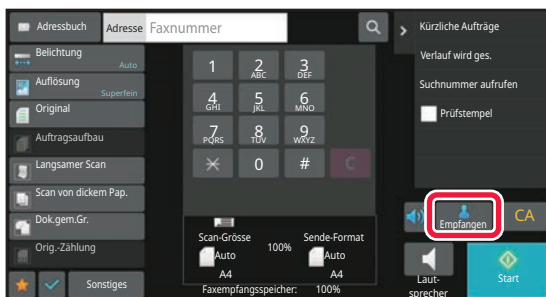 Adressbuch
Adresse
Faxnummer
Belichtung
Auto
Auflösung
Superfein
Original
Auftragsaufbau
Langsamer Scan
Scan von dickem Pap.
Dok.gem.Gr.
Orig.-Zählung
Sonstiges
1
2
ABC
3
DEF
4
GHI
5
JKL
6
MNO
7
PQRS
8
TUV
9
WXYZ
0
#
C
Scan-Grösse
100%
Sende-Format
Auto
Auto
A4
A4
Faxempfangsspeicher: 100%
Kürzliche Aufträge
Verlauf wird ges.
Suchnummer aufrufen
Prüfstempel
Empfangen
CA
Laut-
sprecher
Start